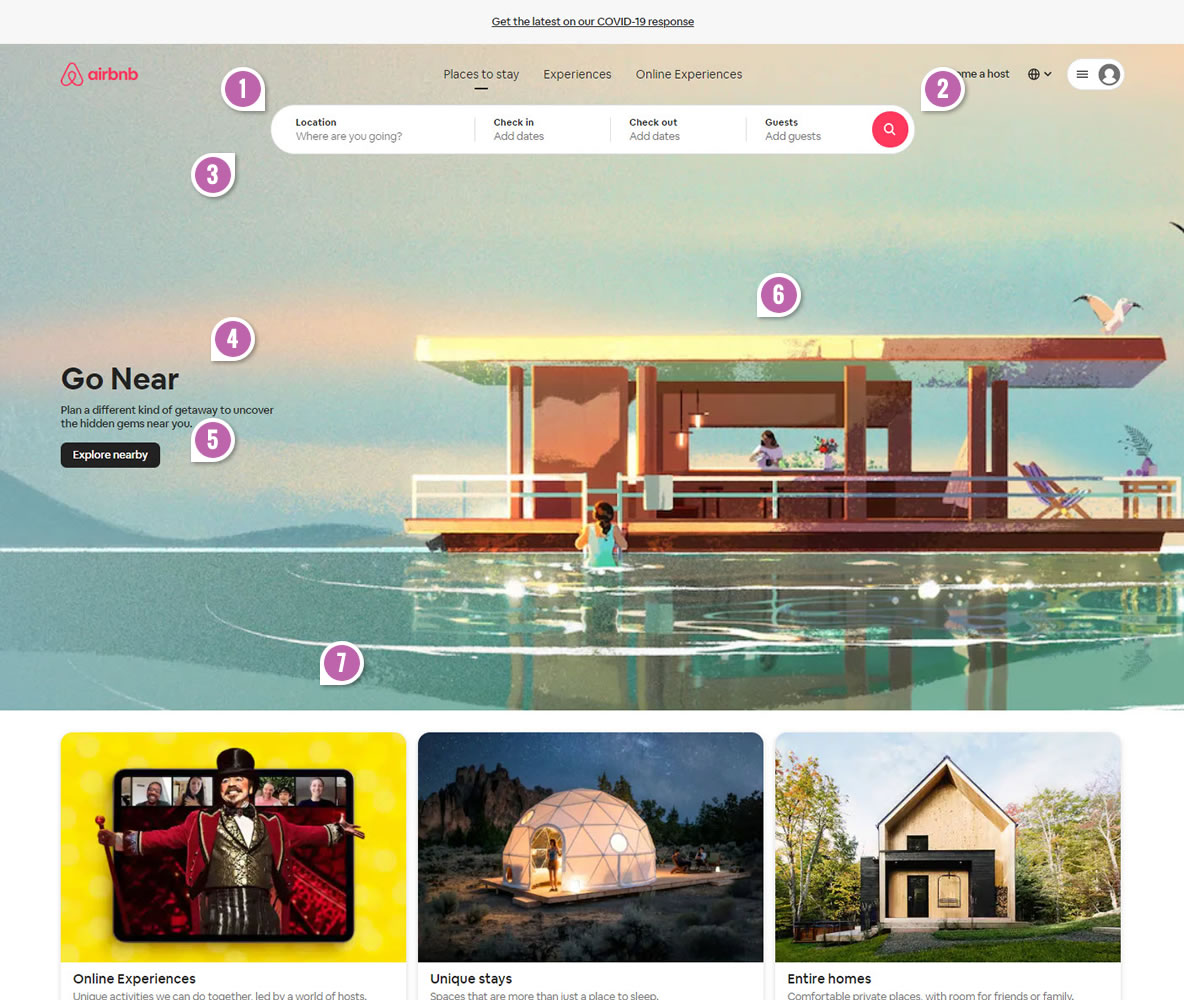 Get the latest on our COVID-19 response
airbnb
Places to stay
Experiences
Online Experiences
me a host
1
2
Location
Where are you going?
Check in
Add dates
Check out
Add dates
Guests
Add guests
3
6
4
Go Near
Plan a different kind of getaway to uncover
the hidden gems near you.
5
Explore nearby
7
Online Experiences
Unique activities we can do together, led by a world of hosts.
Unique stays
Spaces that are more than just a place to sleep.
Entire homes
Comfortable private places, with room for friends or family.